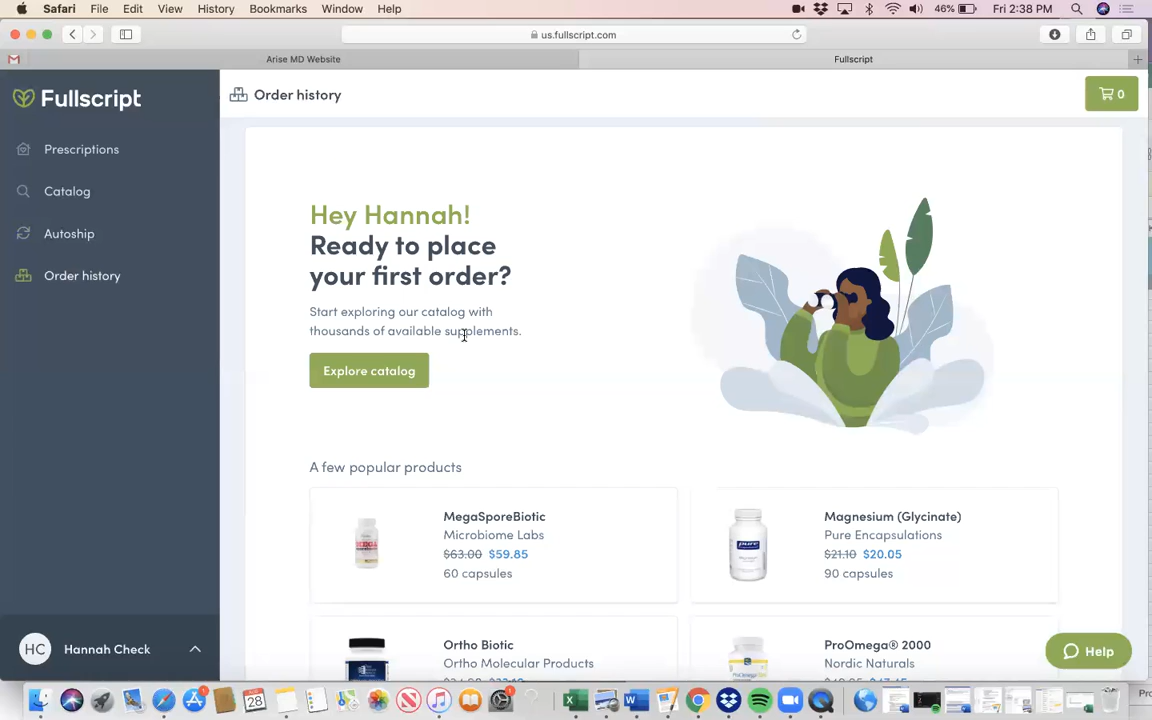 Safari File Edit View History Bookmarks Window Help 46% Fri 2:38 PM
us.fullscript.com
Arise MD Website Fullscript
Fullscript
Order history
0
Prescriptions
Catalog
Autoship
Order history
Hey Hannah!
Ready to place
your first order?
Start exploring our catalog with
thousands of available supplements.
Explore catalog
A few popular products
MegaSporeBiotic
Microbiome Labs
$63.00 $59.85
60 capsules
Magnesium (Glycinate)
Pure Encapsulations
$21.10 $20.05
90 capsules
Ortho Biotic
Ortho Molecular Products
ProOmega® 2000
Nordic Naturals
HC Hannah Check
Help